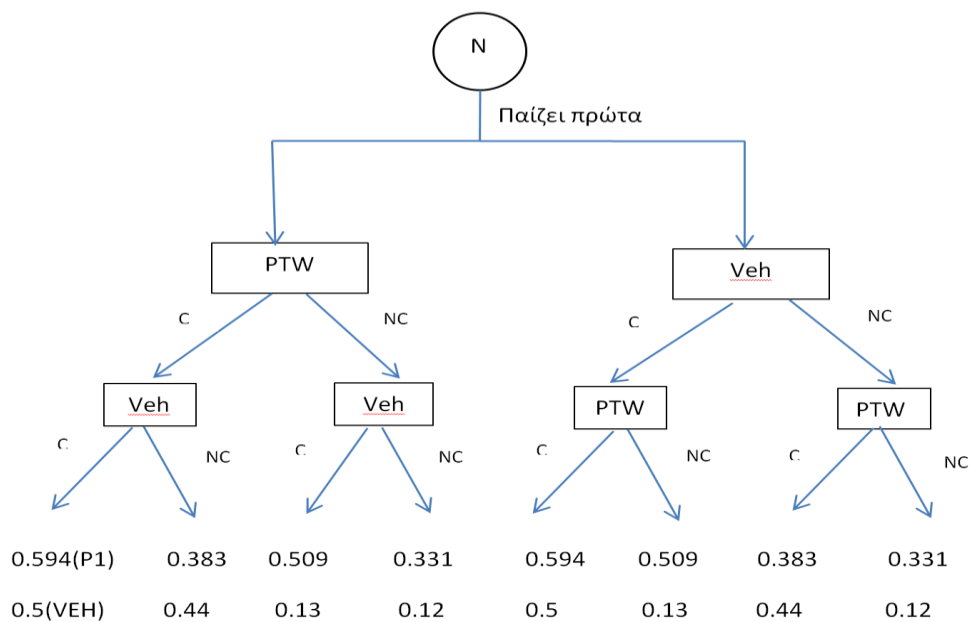 N
Παίζει πρώτα
PTW Veh
C NC C NC
Veh Veh PTW PTW
C NC C NC C NC C NC
0.594(P1) 0.383 0.509 0.331 0.594 0.509 0.383 0.331
0.5(VEH) 0.44 0.13 0.12 0.5 0.13 0.44 0.12